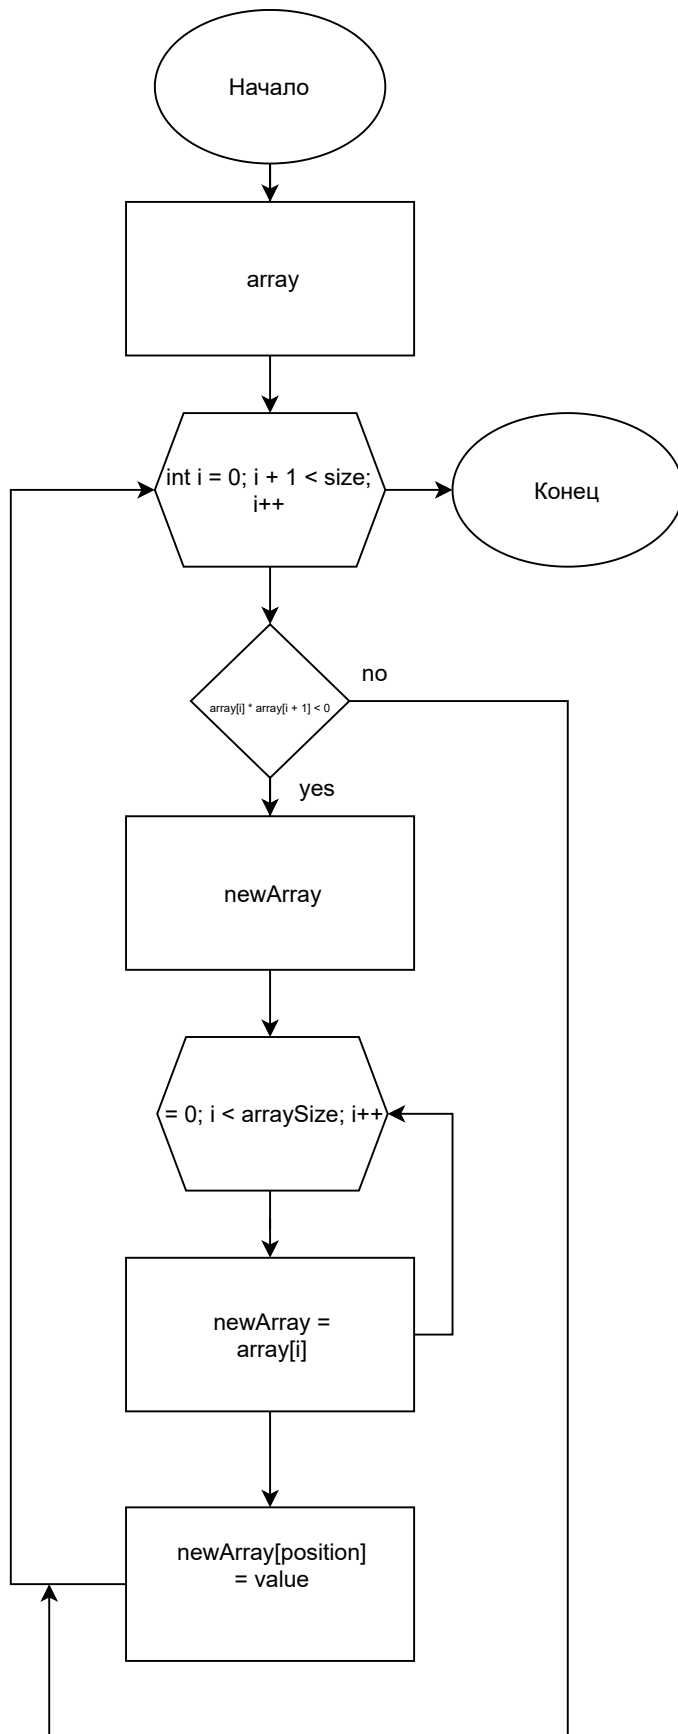 Начало
array
int i = 0; i + 1 < size;
i++
Конец
no
array[i] * array[i + 1] < 0
yes
newArray
= 0; i < arraySize; i++
newArray =
array[i]
newArray[position]
= value